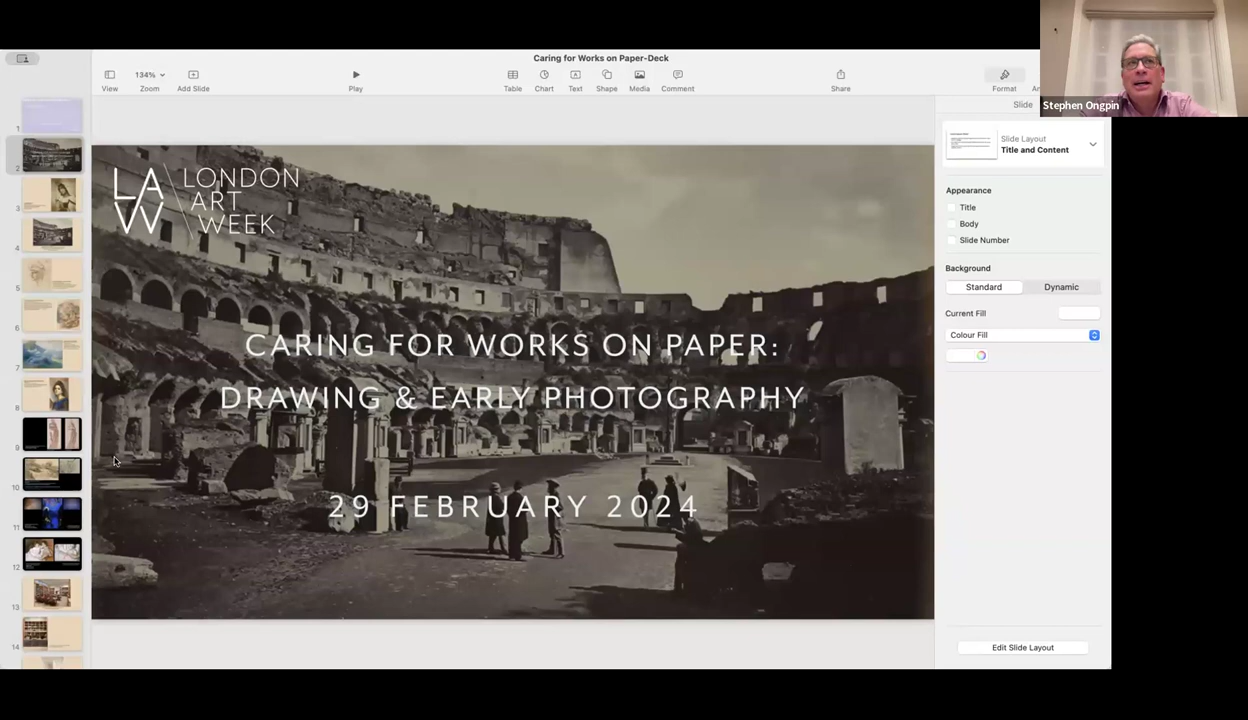 Caring for Works on Paper-Deck
134%
View
Zoom
Add Slide
Play
Table
Chart
Text
Shape
Media
Comment
Share
Format
Stephen Ongpin
Slide
1
2
3
4
5
6
7
8
9
10
11
12
13
14
LAW
LONDON
ART
WEEK
CARING FOR WORKS ON PAPER:
DRAWING & EARLY PHOTOGRAPHY
29 FEBRUARY 2024
Slide Layout
Title and Content
Appearance
Title
Body
Slide Number
Background
Standard
Dynamic
Current Fill
Colour Fill
Edit Slide Layout